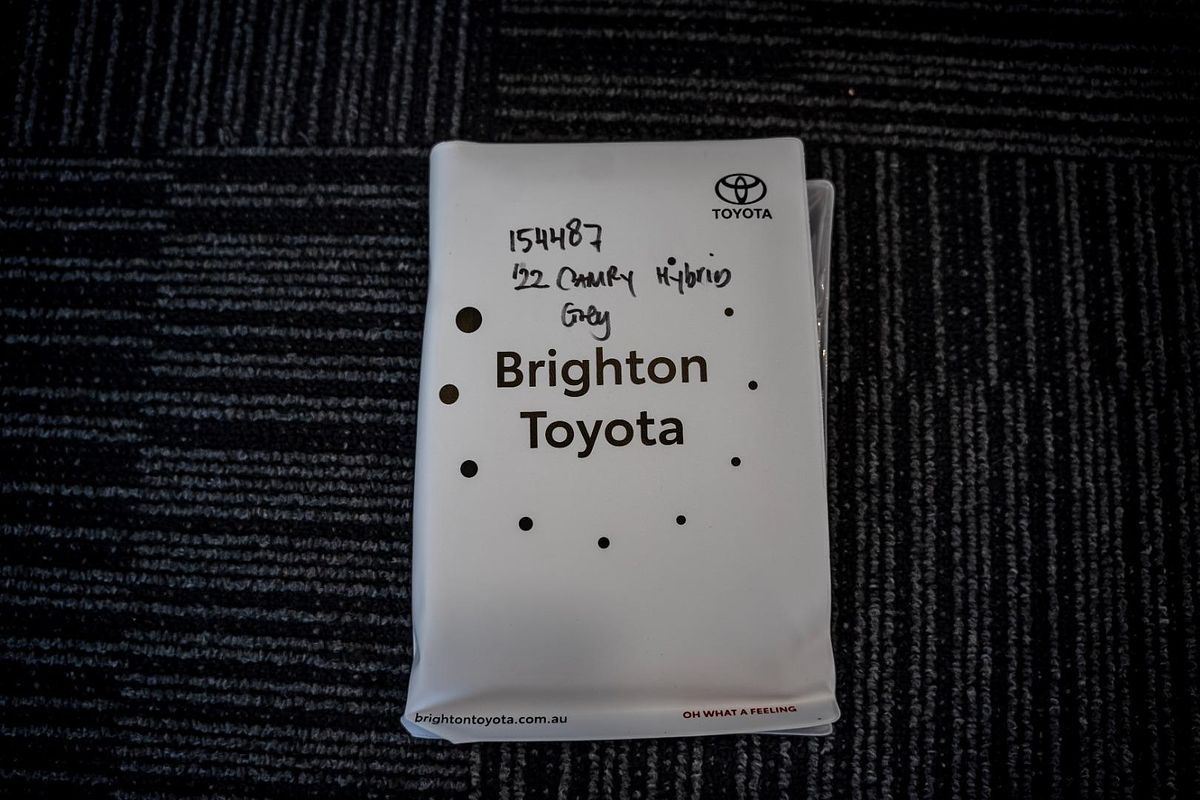 TOYOTA
154487
'22 CAMRY Hybrid
Grey
Brighton
Toyota
brightontoyota.com.au
OH WHAT A FEELING